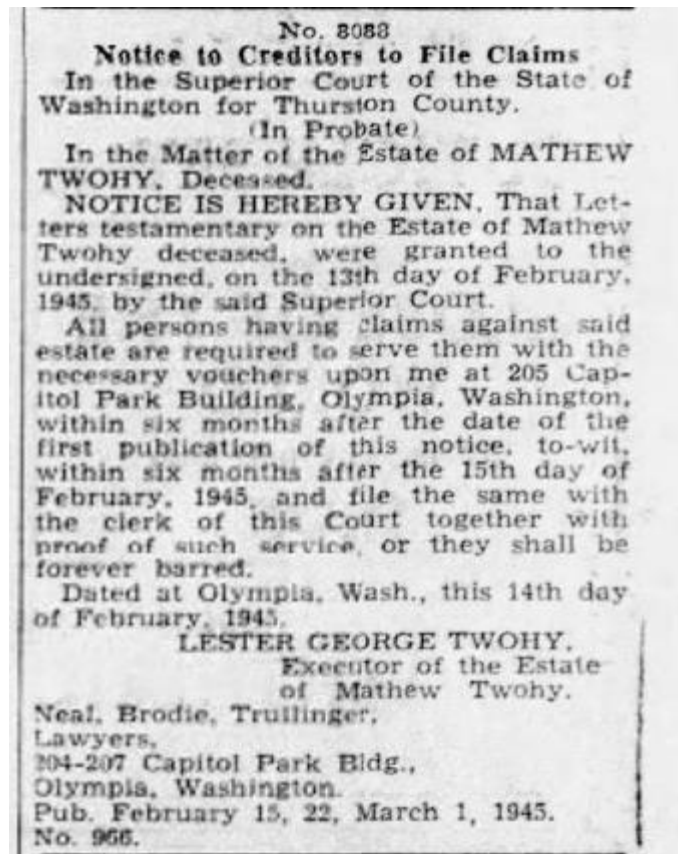 No. 8088
Notice to Creditors to File Claims
In the Superior Court of the State of
Washington for Thurston County.
(In Probate)
In the Matter of the Estate of MATHEW
TWOHY, Deceased.
NOTICE IS HEREBY GIVEN, That Let-
ters testamentary on the Estate of Mathew
Twohy deceased, were granted to the
undersigned, on the 13th day of February,
1945, by the said Superior Court.
All persons having claims against said
estate are required to serve them with the
necessary vouchers upon me at 205 Cap-
itol Park Building, Olympia, Washington,
within six months after the date of the
first publication of this notice, to-wit,
within six months after the 15th day of
February, 1945, and file the same with
the clerk of this Court together with
proof of such service, or they shall be
forever barred.
Dated at Olympia, Wash., this 14th day
of February, 1945.
LESTER GEORGE TWOHY,
Executor of the Estate
of Mathew Twohy.
Neal, Brodie, Trullinger,
Lawyers,
204-207 Capitol Park Bldg.,
Olympia, Washington.
Pub. February 15, 22, March 1, 1945.
No. 966.